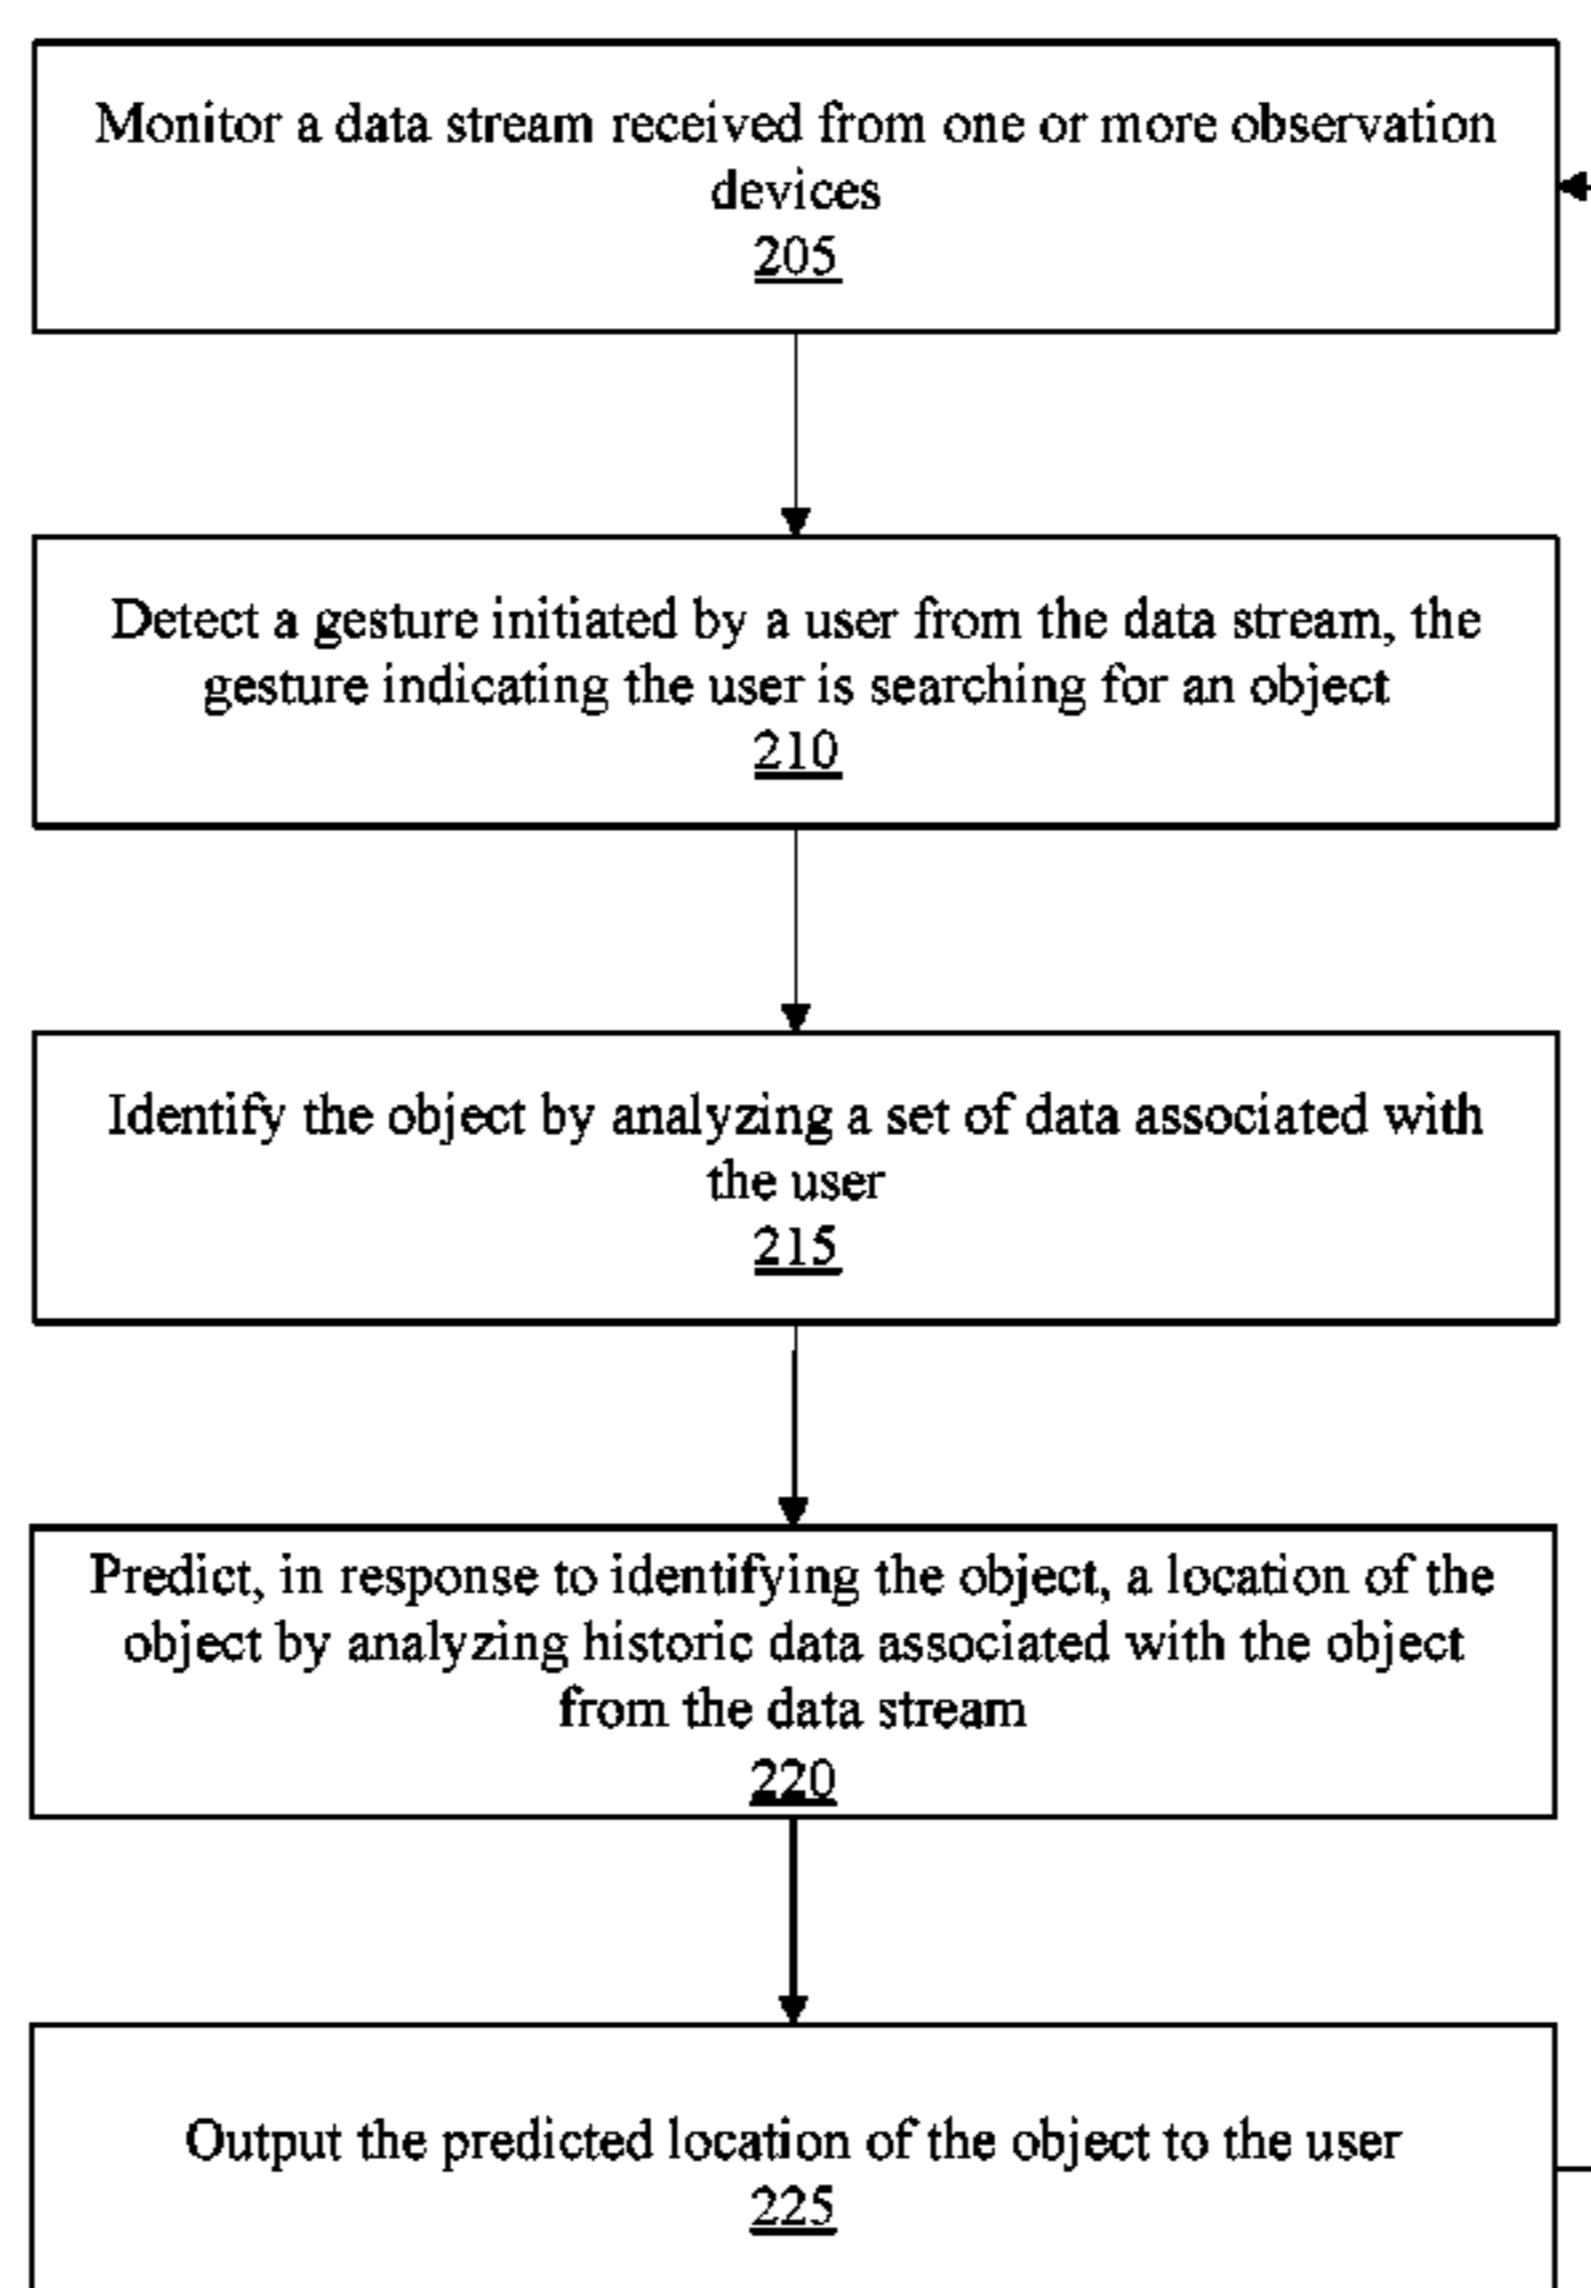 Monitor a data stream received from one or more observation
devices
205
Detect a gesture initiated by a user from the data stream, the
gesture indicating the user is searching for an object
210
Identify the object by analyzing a set of data associated with
the user
215
Predict, in response to identifying the object, a location of the
object by analyzing historic data associated with the object
from the data stream
220
Output the predicted location of the object to the user
225